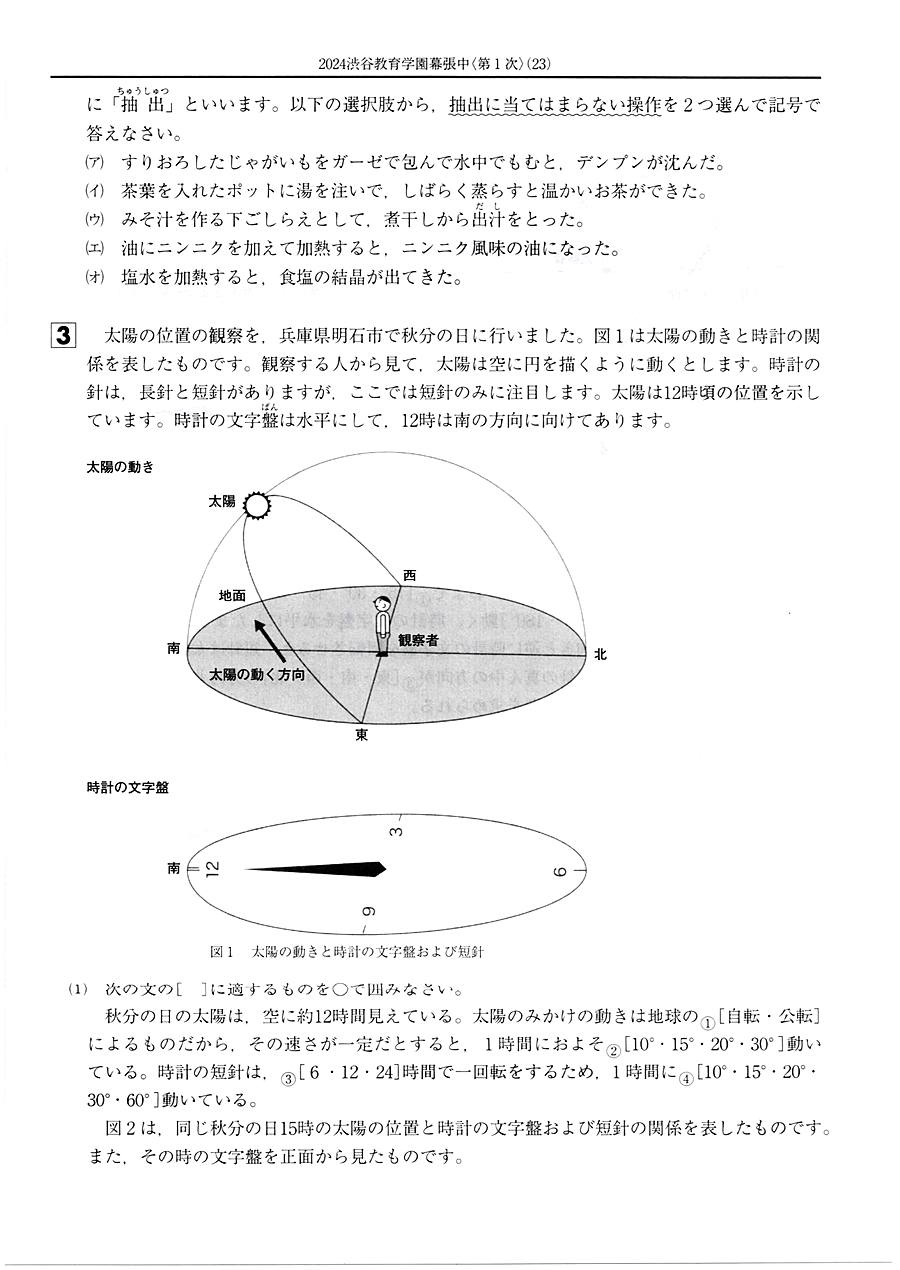 2024渋谷教育学園幕張中〈第1次〉(23)
に「抽出」といいます。以下の選択肢から，抽出に当てはまらない操作を2つ選んで記号で
ちゅうしゅつ
答えなさい。
㋐ すりおろしたじゃがいもをガーゼで包んで水中でもむと，デンプンが沈んだ。
㋑ 茶葉を入れたポットに湯を注いで，しばらく蒸らすと温かいお茶ができた。
㋒ みそ汁を作る下ごしらえとして，煮干しから出汁をとった。
だし
㋓ 油にニンニクを加えて加熱すると，ニンニク風味の油になった。
㋔ 塩水を加熱すると，食塩の結晶が出てきた。
3 太陽の位置の観察を，兵庫県明石市で秋分の日に行いました。図1は太陽の動きと時計の関
係を表したものです。観察する人から見て，太陽は空に円を描くように動くとします。時計の
針は，長針と短針がありますが，ここでは短針のみに注目します。太陽は12時頃の位置を示し
ています。時計の文字盤は水平にして，12時は南の方向に向けてあります。
ばん
太陽の動き
太陽
西
地面
観察者
南
北
太陽の動く方向
東
時計の文字盤
3
南
12
6
9
図1 太陽の動きと時計の文字盤および短針
(1) 次の文の[ ]に適するものを○で囲みなさい。
秋分の日の太陽は，空に約12時間見えている。太陽のみかけの動きは地球の①[自転・公転]
によるものだから，その速さが一定だとすると，1時間におよそ②[10°・15°・20°・30°]動い
ている。時計の短針は，③[6・12・24]時間で一回転をするため，1時間に④[10°・15°・20°・
30°・60°]動いている。
図2は，同じ秋分の日15時の太陽の位置と時計の文字盤および短針の関係を表したものです。
また，その時の文字盤を正面から見たものです。